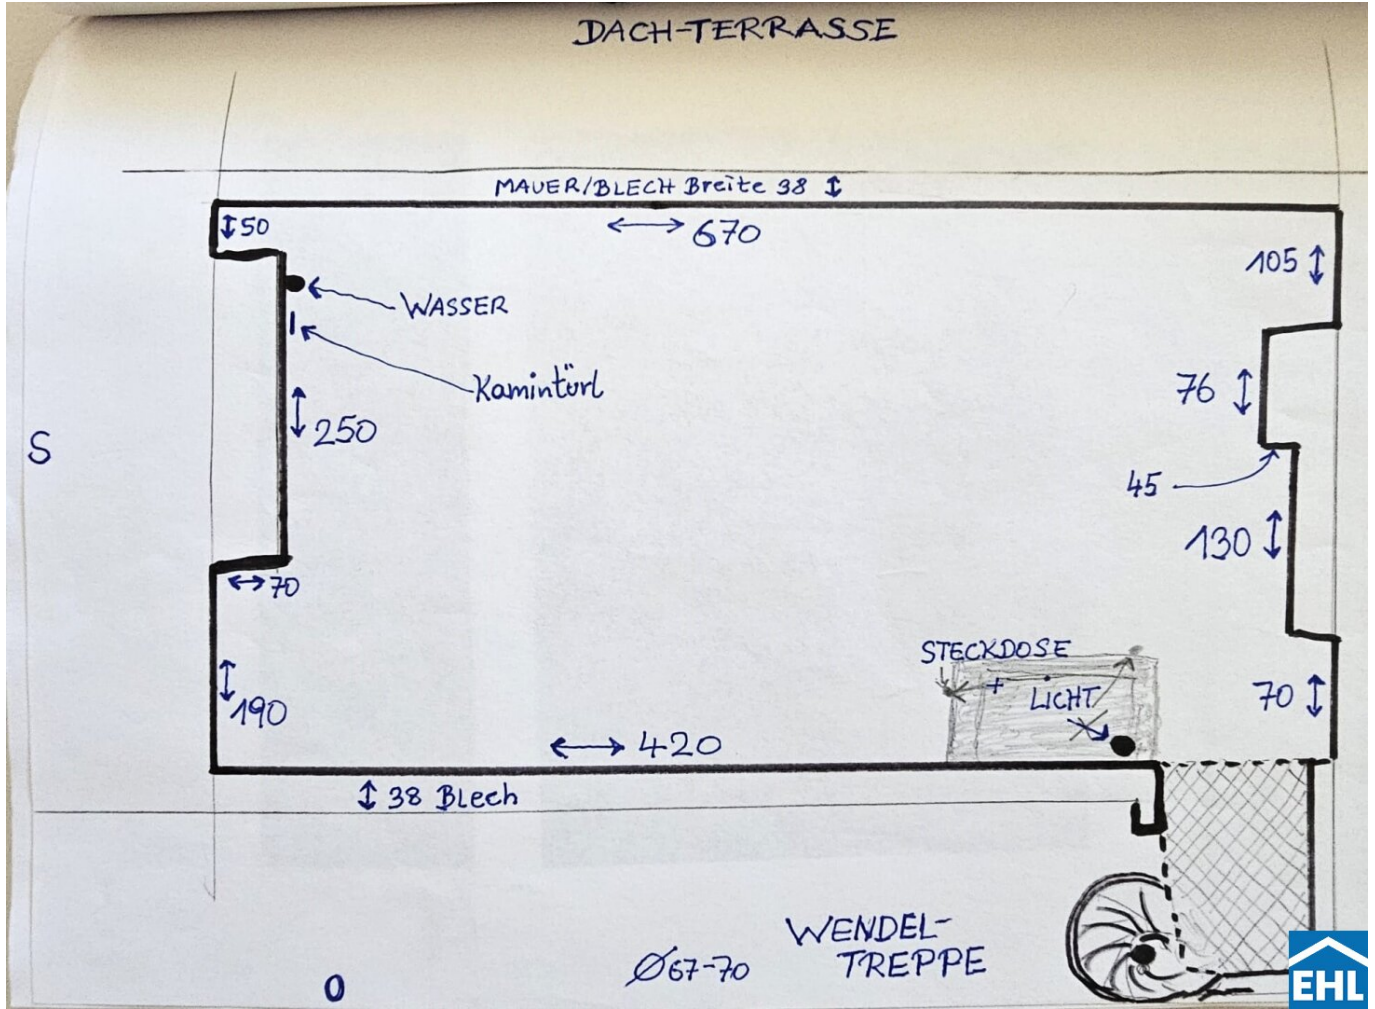 DACH-TERRASSE
MAUER/BLECH Breite 38
50
670
105
WASSER
Kamintürl
76
250
S
45
130
70
STECKDOSE
+
LICHT
190
70
420
38 Blech
WENDEL-
TREPPE
Ø67-70
O
EHL